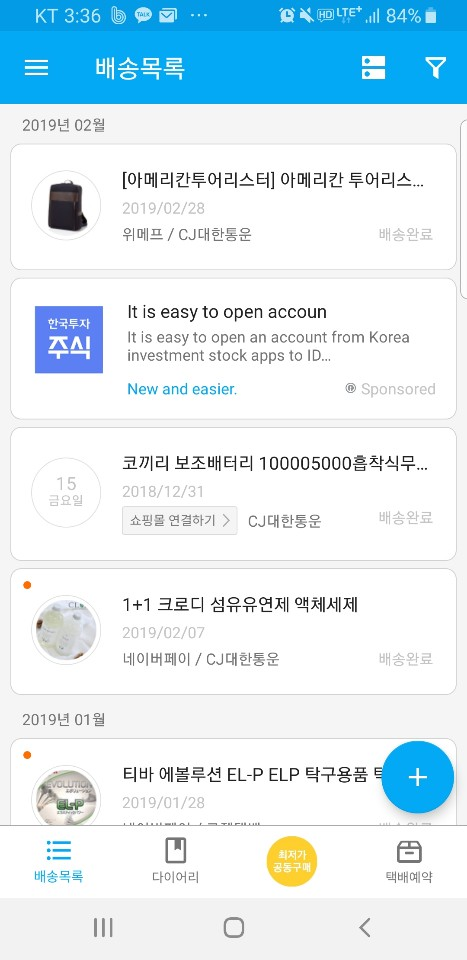 KT 3:36 TALK ... HD LTE+ 84%
배송목록
2019년 02월
[아메리칸투어리스터] 아메리칸 투어리스...
2019/02/28
위메프 / CJ대한통운
배송완료
한국투자
주식
It is easy to open accoun
It is easy to open an account from Korea
investment stock apps to ID...
New and easier.
Sponsored
15
금요일
코끼리 보조배터리 100005000흡착식무...
2018/12/31
쇼핑몰 연결하기 >
CJ대한통운
배송완료
1+1 크로디 섬유유연제 액체세제
2019/02/07
네이버페이 / CJ대한통운
배송완료
2019년 01월
EVOLUTION
EL-P
티바 에볼루션 EL-P ELP 탁구용품
2019/01/28
+
배송목록
다이어리
최저가
공동구매
택배예약